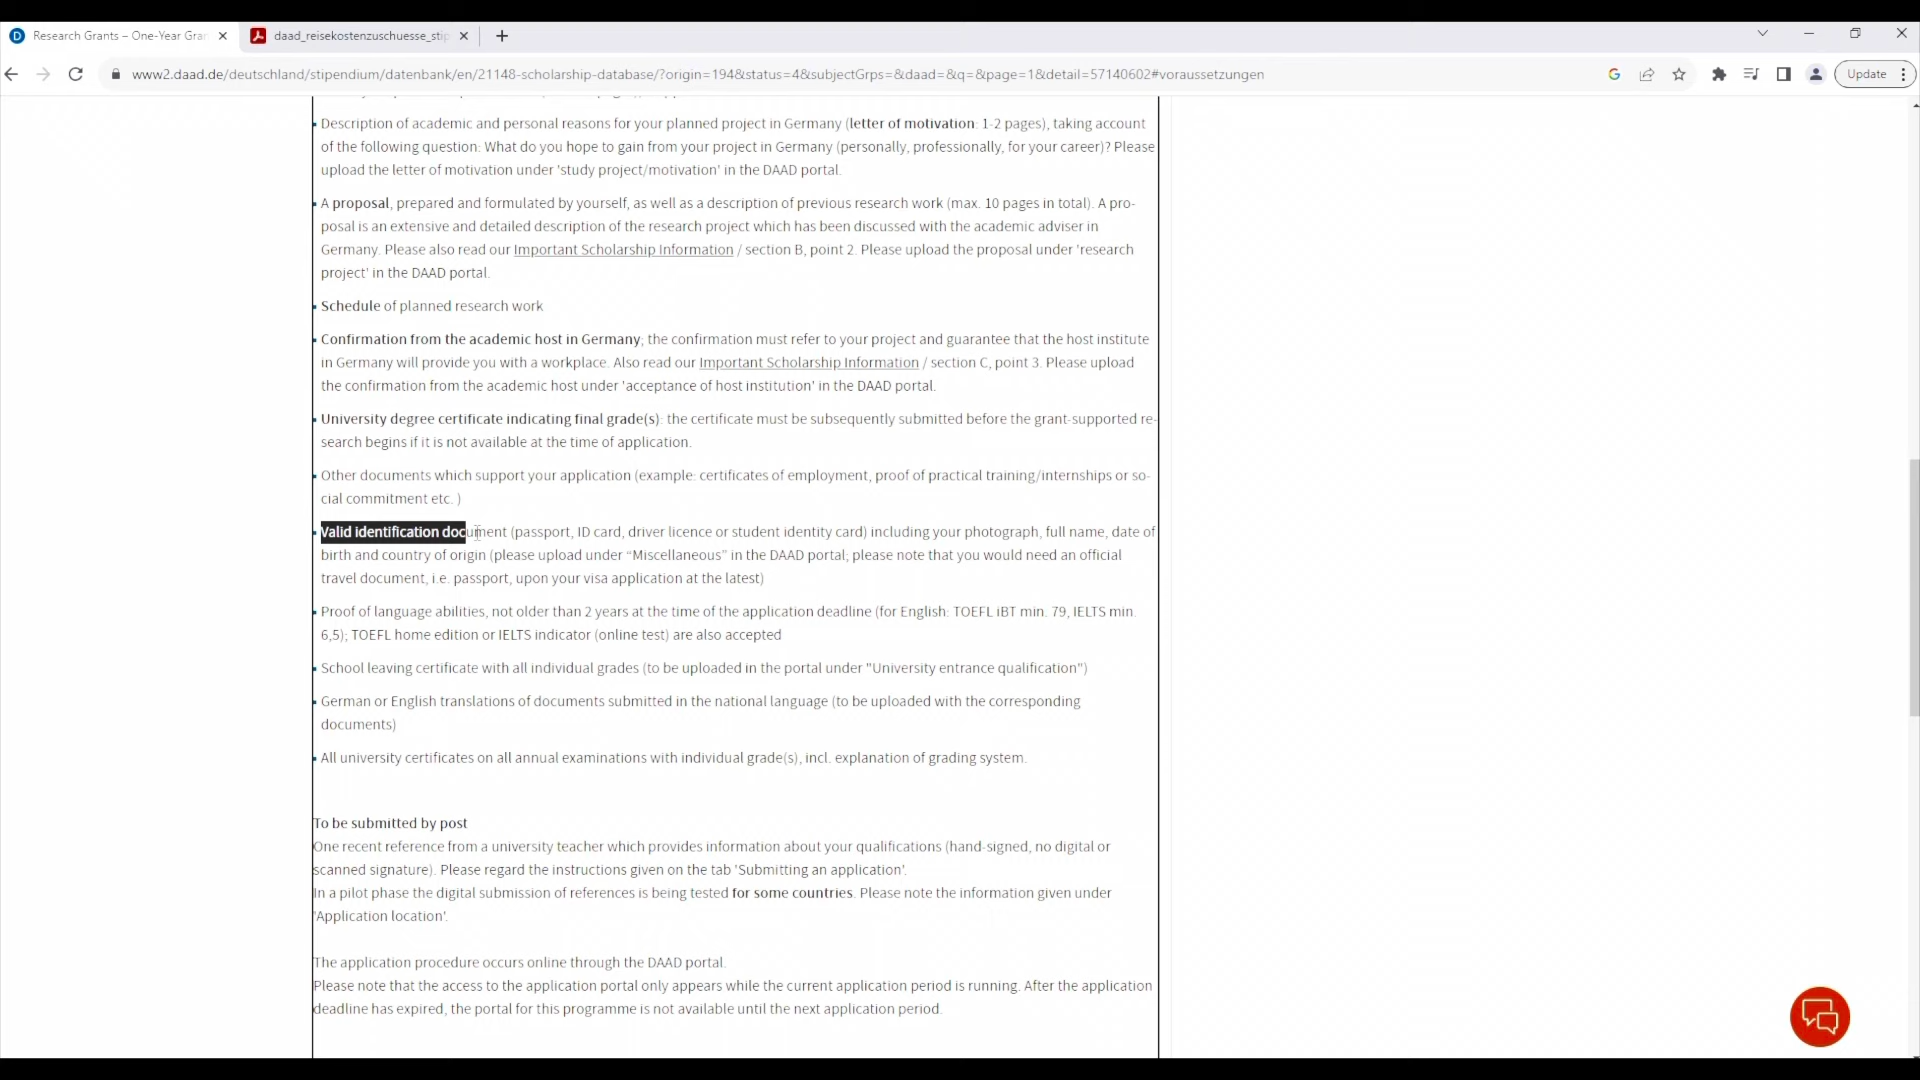 Research Grants – One-Year Gran
daad_reisekostenzuschuesse_stip
www2.daad.de/deutschland/stipendium/datenbank/en/21148-scholarship-database/?origin=194&status=4&subjectGrps=&daad=&q=&page=1&detail=57140602#voraussetzungen
Update
Description of academic and personal reasons for your planned project in Germany (letter of motivation: 1-2 pages), taking account
of the following question: What do you hope to gain from your project in Germany (personally, professionally, for your career)? Please
upload the letter of motivation under 'study project/motivation' in the DAAD portal.
A proposal, prepared and formulated by yourself, as well as a description of previous research work (max. 10 pages in total). A pro-
posal is an extensive and detailed description of the research project which has been discussed with the academic adviser in
Germany. Please also read our Important Scholarship Information / section B, point 2. Please upload the proposal under 'research
project' in the DAAD portal.
Schedule of planned research work
Confirmation from the academic host in Germany; the confirmation must refer to your project and guarantee that the host institute
in Germany will provide you with a workplace. Also read our Important Scholarship Information / section C, point 3. Please upload
the confirmation from the academic host under 'acceptance of host institution' in the DAAD portal.
University degree certificate indicating final grade(s): the certificate must be subsequently submitted before the grant-supported re-
search begins if it is not available at the time of application.
Other documents which support your application (example: certificates of employment, proof of practical training/internships or so-
cial commitment etc. )
Valid identification document (passport, ID card, driver licence or student identity card) including your photograph, full name, date of
birth and country of origin (please upload under “Miscellaneous” in the DAAD portal; please note that you would need an official
travel document, i.e. passport, upon your visa application at the latest)
Proof of language abilities, not older than 2 years at the time of the application deadline (for English: TOEFL iBT min. 79, IELTS min.
6,5); TOEFL home edition or IELTS indicator (online test) are also accepted
School leaving certificate with all individual grades (to be uploaded in the portal under "University entrance qualification")
German or English translations of documents submitted in the national language (to be uploaded with the corresponding
documents)
All university certificates on all annual examinations with individual grade(s), incl. explanation of grading system.
To be submitted by post
One recent reference from a university teacher which provides information about your qualifications (hand-signed, no digital or
scanned signature). Please regard the instructions given on the tab 'Submitting an application'.
In a pilot phase the digital submission of references is being tested for some countries. Please note the information given under
'Application location'.
The application procedure occurs online through the DAAD portal.
Please note that the access to the application portal only appears while the current application period is running. After the application
deadline has expired, the portal for this programme is not available until the next application period.